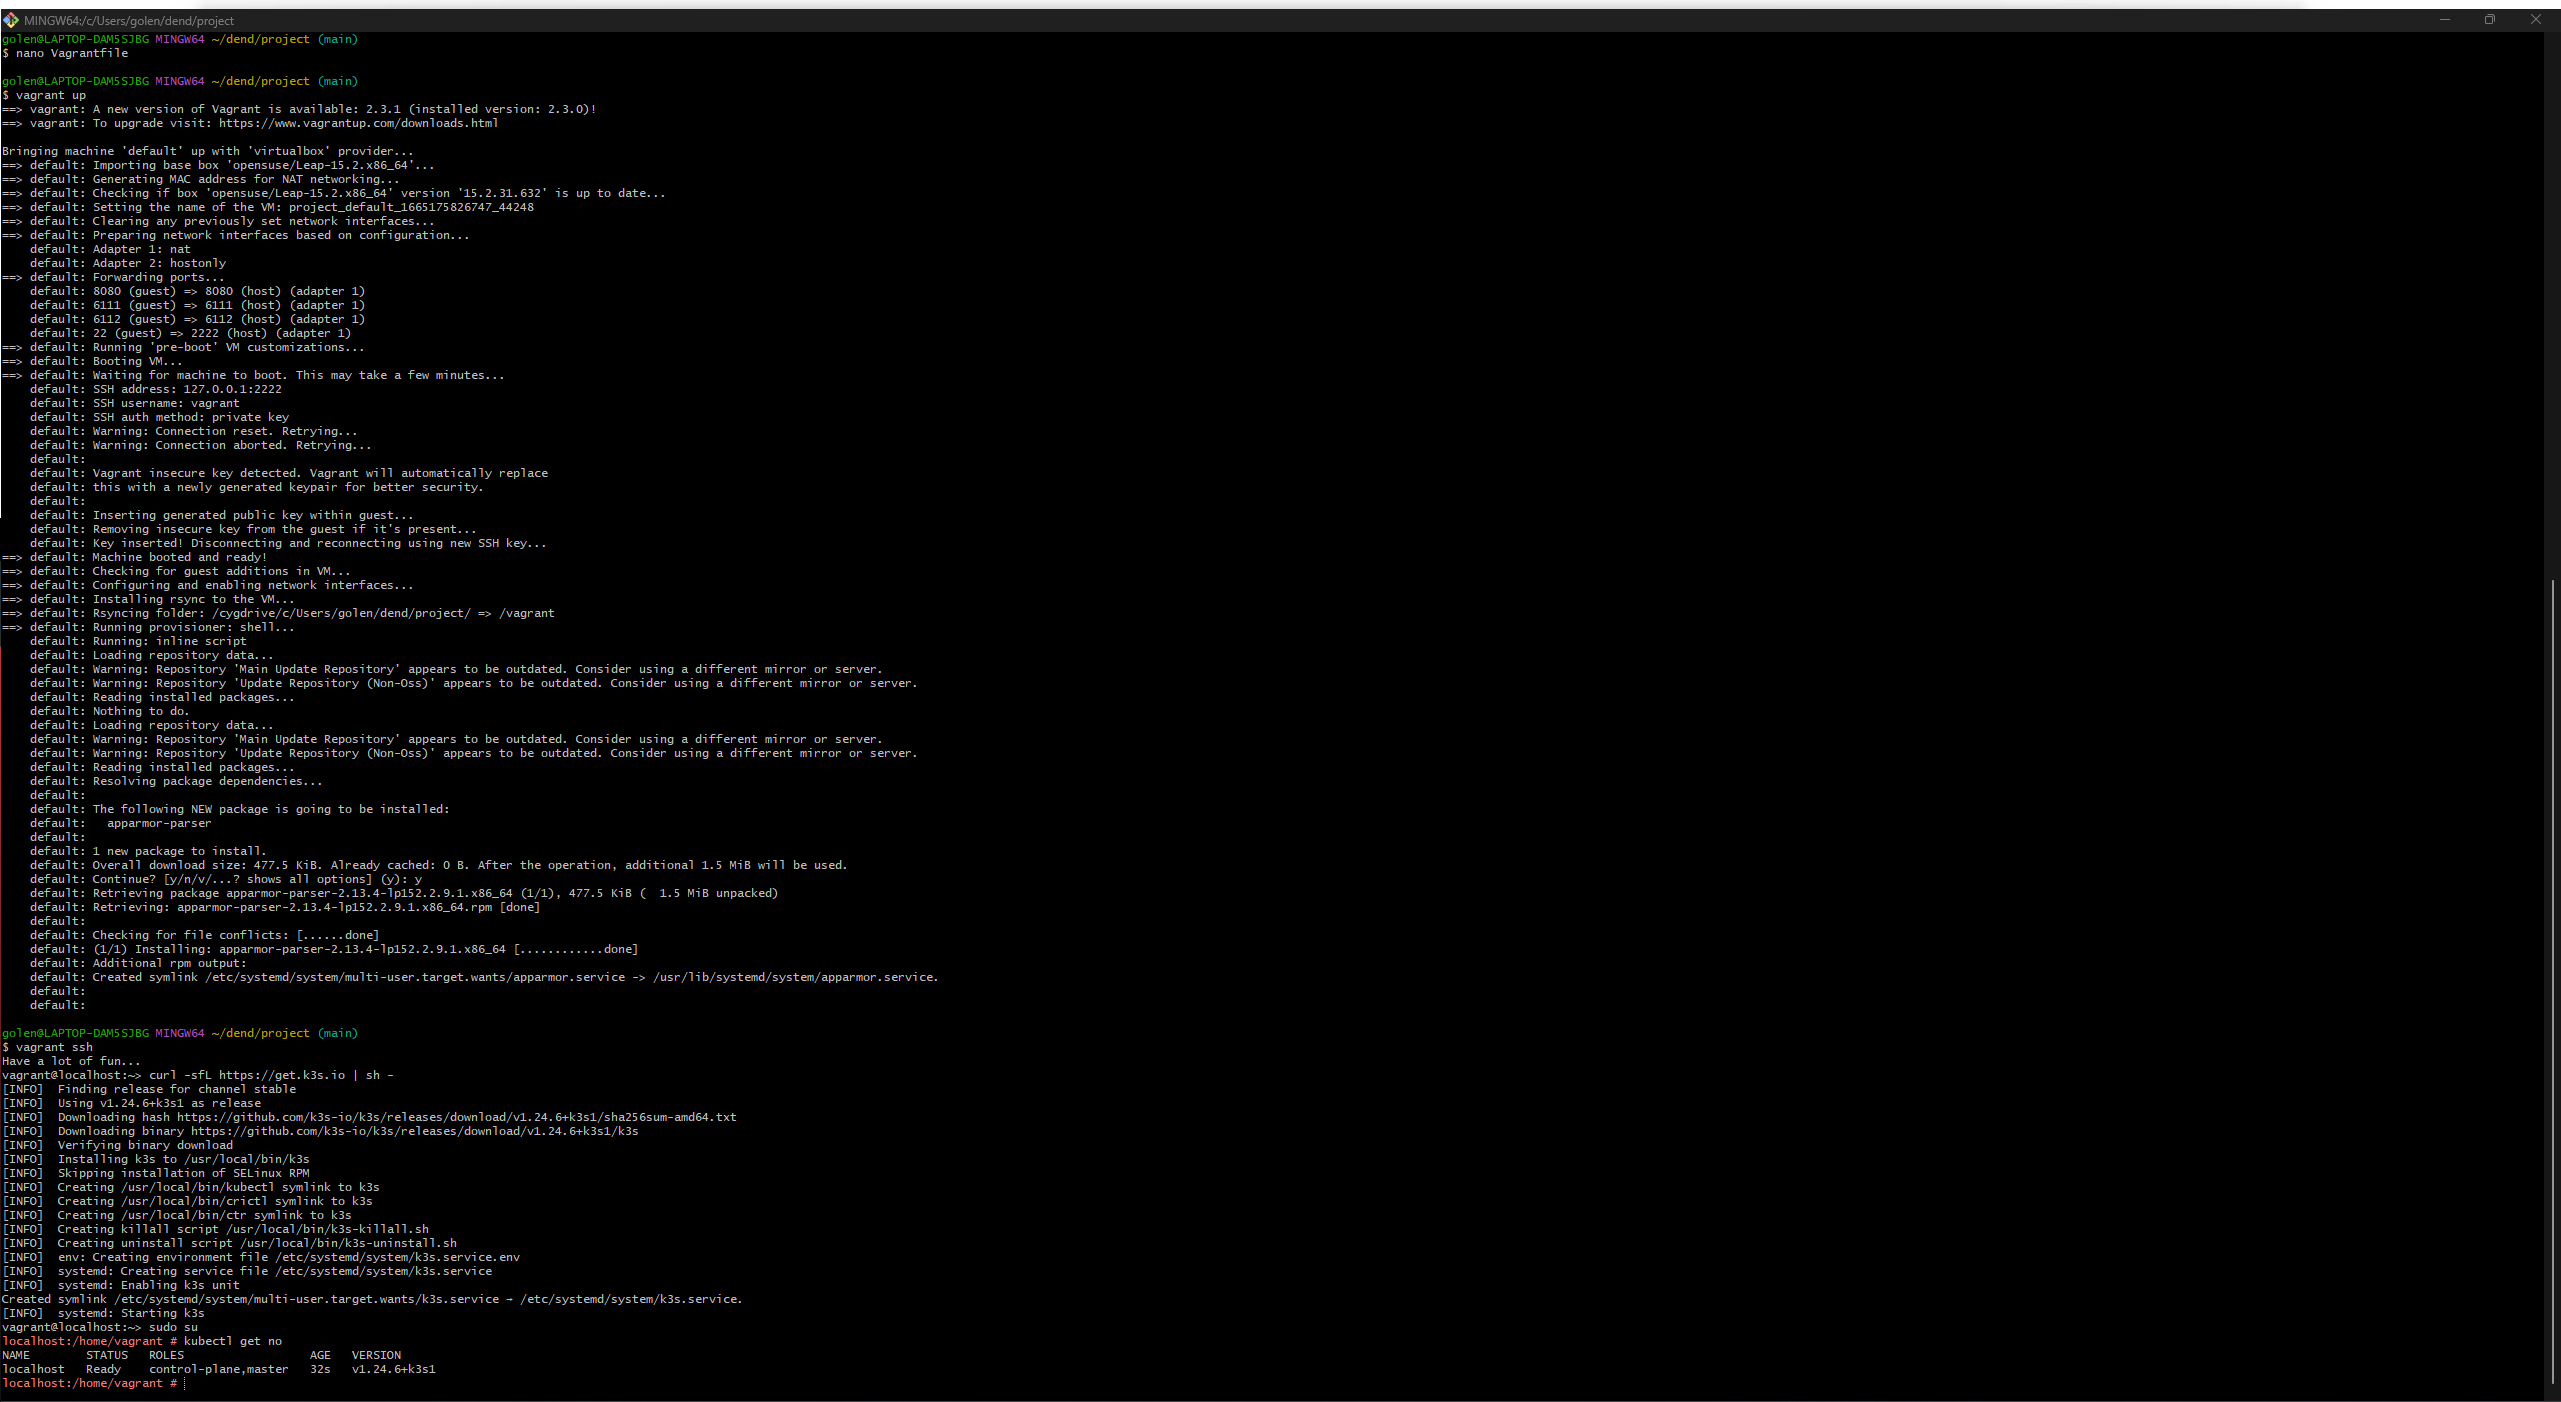 MINGW64:/c/Users/golen/dend/project
golen@LAPTOP-DAM5SJBG MINGW64 ~/dend/project (main)
$ nano Vagrantfile
golen@LAPTOP-DAM5SJBG MINGW64 ~/dend/project (main)
$ vagrant up
==> vagrant: A new version of Vagrant is available: 2.3.1 (installed version: 2.3.0)!
==> vagrant: To upgrade visit: https://www.vagrantup.com/downloads.html
Bringing machine 'default' up with 'virtualbox' provider...
==> default: Importing base box 'opensuse/Leap-15.2.x86_64'...
==> default: Generating MAC address for NAT networking...
==> default: Checking if box 'opensuse/Leap-15.2.x86_64' version '15.2.31.632' is up to date...
==> default: Setting the name of the VM: project_default_1665175826747_44248
==> default: Clearing any previously set network interfaces...
==> default: Preparing network interfaces based on configuration...
    default: Adapter 1: nat
    default: Adapter 2: hostonly
==> default: Forwarding ports...
    default: 8080 (guest) => 8080 (host) (adapter 1)
    default: 6111 (guest) => 6111 (host) (adapter 1)
    default: 6112 (guest) => 6112 (host) (adapter 1)
    default: 22 (guest) => 2222 (host) (adapter 1)
==> default: Running 'pre-boot' VM customizations...
==> default: Booting VM...
==> default: Waiting for machine to boot. This may take a few minutes...
    default: SSH address: 127.0.0.1:2222
    default: SSH username: vagrant
    default: SSH auth method: private key
    default: Warning: Connection reset. Retrying...
    default: Warning: Connection aborted. Retrying...
    default:
    default: Vagrant insecure key detected. Vagrant will automatically replace
    default: this with a newly generated keypair for better security.
    default:
    default: Inserting generated public key within guest...
    default: Removing insecure key from the guest if it's present...
    default: Key inserted! Disconnecting and reconnecting using new SSH key...
==> default: Machine booted and ready!
==> default: Checking for guest additions in VM...
==> default: Configuring and enabling network interfaces...
==> default: Installing rsync to the VM...
==> default: Rsyncing folder: /cygdrive/c/Users/golen/dend/project/ => /vagrant
==> default: Running provisioner: shell...
    default: Running: inline script
    default: Loading repository data...
    default: Warning: Repository 'Main Update Repository' appears to be outdated. Consider using a different mirror or server.
    default: Warning: Repository 'Update Repository (Non-Oss)' appears to be outdated. Consider using a different mirror or server.
    default: Reading installed packages...
    default: Nothing to do.
    default: Loading repository data...
    default: Warning: Repository 'Main Update Repository' appears to be outdated. Consider using a different mirror or server.
    default: Warning: Repository 'Update Repository (Non-Oss)' appears to be outdated. Consider using a different mirror or server.
    default: Reading installed packages...
    default: Resolving package dependencies...
    default:
    default: The following NEW package is going to be installed:
    default:   apparmor-parser
    default:
    default: 1 new package to install.
    default: Overall download size: 477.5 KiB. Already cached: 0 B. After the operation, additional 1.5 MiB will be used.
    default: Continue? [y/n/v/...? shows all options] (y): y
    default: Retrieving package apparmor-parser-2.13.4-lp152.2.9.1.x86_64 (1/1), 477.5 KiB (  1.5 MiB unpacked)
    default: Retrieving: apparmor-parser-2.13.4-lp152.2.9.1.x86_64.rpm [done]
    default:
    default: Checking for file conflicts: [......done]
    default: (1/1) Installing: apparmor-parser-2.13.4-lp152.2.9.1.x86_64 [............done]
    default: Additional rpm output:
    default: Created symlink /etc/systemd/system/multi-user.target.wants/apparmor.service -> /usr/lib/systemd/system/apparmor.service.
    default:
    default:
golen@LAPTOP-DAM5SJBG MINGW64 ~/dend/project (main)
$ vagrant ssh
Have a lot of fun...
vagrant@localhost:~> curl -sfL https://get.k3s.io | sh -
[INFO]  Finding release for channel stable
[INFO]  Using v1.24.6+k3s1 as release
[INFO]  Downloading hash https://github.com/k3s-io/k3s/releases/download/v1.24.6+k3s1/sha256sum-amd64.txt
[INFO]  Downloading binary https://github.com/k3s-io/k3s/releases/download/v1.24.6+k3s1/k3s
[INFO]  Verifying binary download
[INFO]  Installing k3s to /usr/local/bin/k3s
[INFO]  Skipping installation of SELinux RPM
[INFO]  Creating /usr/local/bin/kubectl symlink to k3s
[INFO]  Creating /usr/local/bin/crictl symlink to k3s
[INFO]  Creating /usr/local/bin/ctr symlink to k3s
[INFO]  Creating killall script /usr/local/bin/k3s-killall.sh
[INFO]  Creating uninstall script /usr/local/bin/k3s-uninstall.sh
[INFO]  env: Creating environment file /etc/systemd/system/k3s.service.env
[INFO]  systemd: Creating service file /etc/systemd/system/k3s.service
[INFO]  systemd: Enabling k3s unit
Created symlink /etc/systemd/system/multi-user.target.wants/k3s.service → /etc/systemd/system/k3s.service.
[INFO]  systemd: Starting k3s
vagrant@localhost:~> sudo su
localhost:/home/vagrant # kubectl get no
NAME        STATUS   ROLES                  AGE   VERSION
localhost   Ready    control-plane,master   32s   v1.24.6+k3s1
localhost:/home/vagrant #